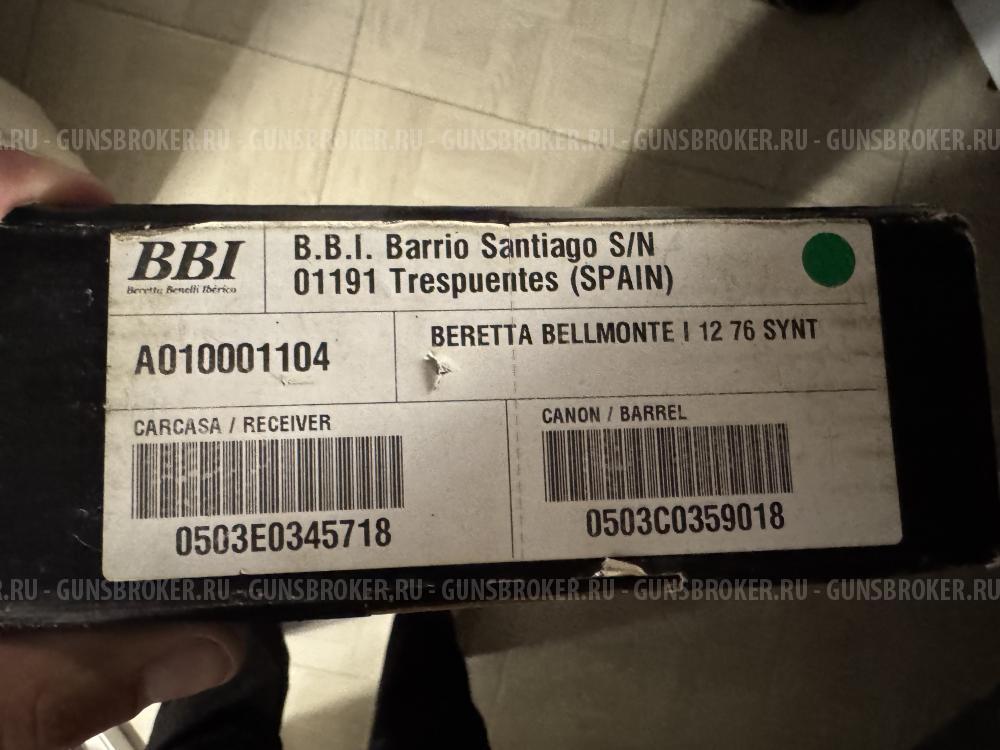 .RU - GUNSBROKER.RU - GUNSBROKER.RU - GUNSBROKER.RU - GUNSBROKER.RU - GUNSBROKER.RU
BBI
Beretta Benelli Ibérica
B.B.I. Barrio Santiago S/N
01191 Trespuentes (SPAIN)
A010001104
BERETTA BELLMONTE I 12 76 SYNT
CARCASA / RECEIVER
0503E0345718
CANON / BARREL
0503C0359018
.RU - GUNSBROKER.RU - GUNSBROKER.RU - GUNSBROKER.RU - GUNSBROKER.RU - GUNSBROKER.RU